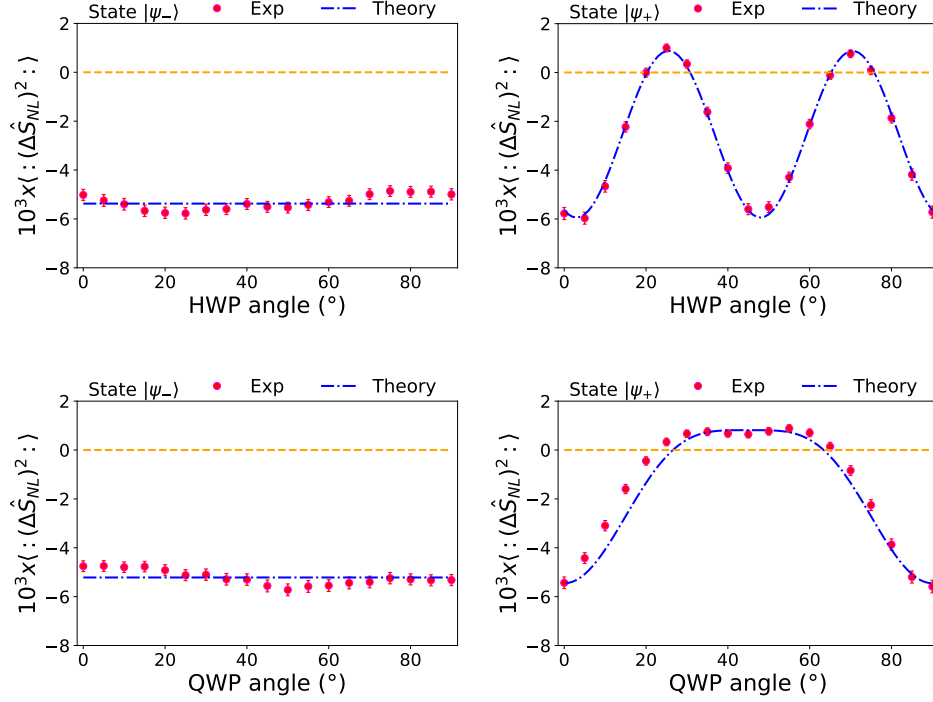 State |ψ₋⟩ Exp Theory
2
0
−2
−4
−6
−8
10³x⟨:(ΔŜ_NL)²:⟩
0 20 40 60 80
HWP angle (°)
State |ψ₊⟩ Exp Theory
2
0
−2
−4
−6
−8
10³x⟨:(ΔŜ_NL)²:⟩
0 20 40 60 80
HWP angle (°)
State |ψ₋⟩ Exp Theory
2
0
−2
−4
−6
−8
10³x⟨:(ΔŜ_NL)²:⟩
0 20 40 60 80
QWP angle (°)
State |ψ₊⟩ Exp Theory
2
0
−2
−4
−6
−8
10³x⟨:(ΔŜ_NL)²:⟩
0 20 40 60 80
QWP angle (°)